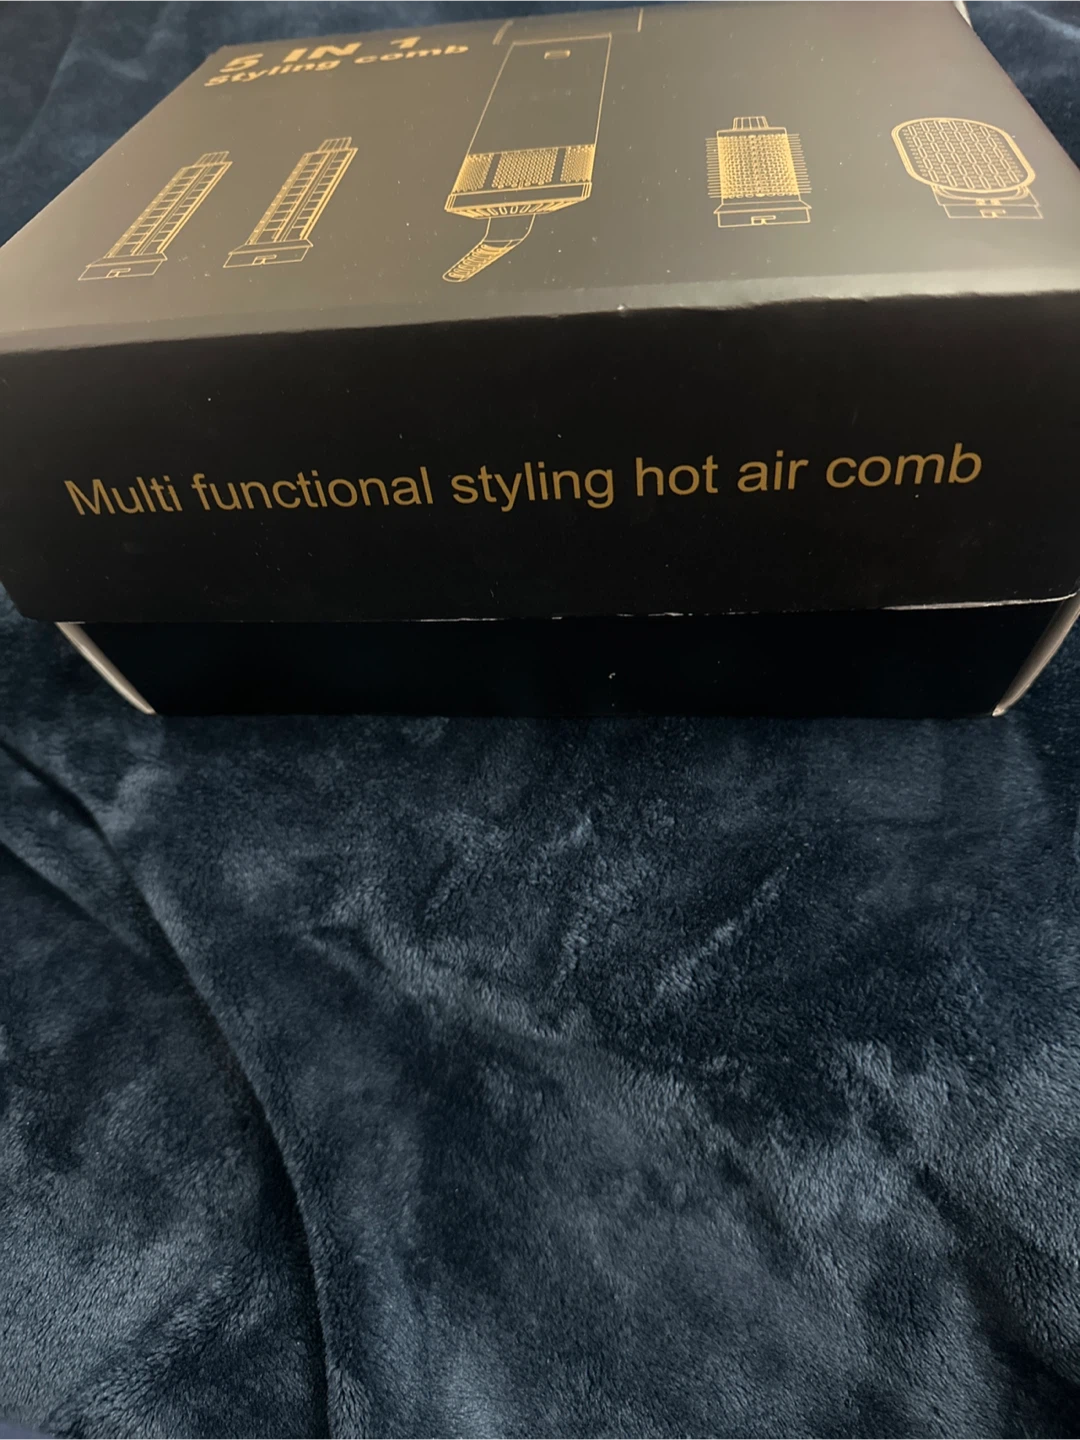 5 IN 1
Styling comb
Multi functional styling hot air comb